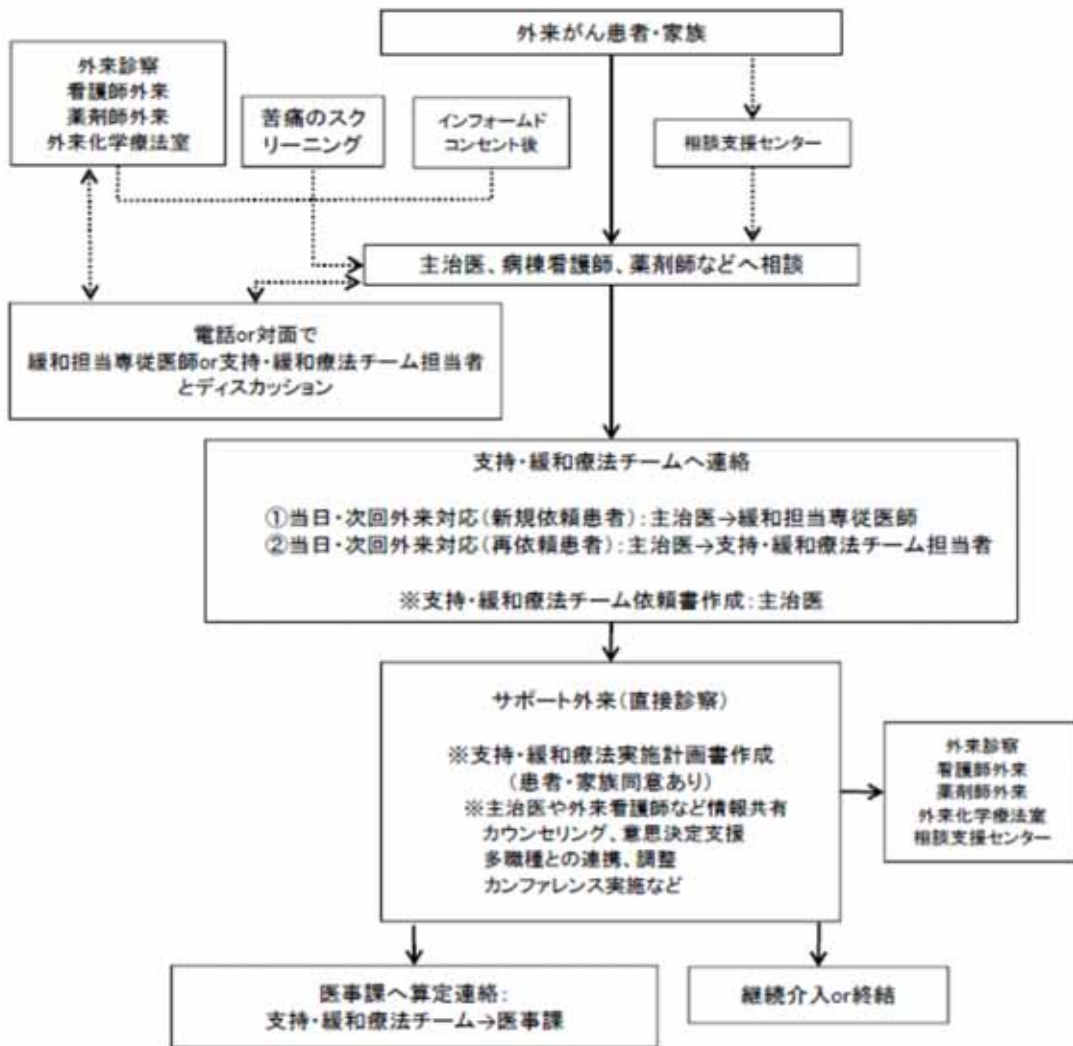 外来がん患者・家族
外来診察
看護師外来
薬剤師外来
外来化学療法室
苦痛のスク
リーニング
インフォームド
コンセント後
相談支援センター
主治医、病棟看護師、薬剤師などへ相談
電話or対面で
緩和担当専従医師or支持・緩和療法チーム担当者
とディスカッション
支持・緩和療法チームへ連絡
①当日・次回外来対応(新規依頼患者):主治医→緩和担当専従医師
②当日・次回外来対応(再依頼患者):主治医→支持・緩和療法チーム担当者
※支持・緩和療法チーム依頼書作成:主治医
サポート外来(直接診察)
※支持・緩和療法実施計画書作成
(患者・家族同意あり)
※主治医や外来看護師など情報共有
カウンセリング、意思決定支援
多職種との連携、調整
カンファレンス実施など
外来診察
看護師外来
薬剤師外来
外来化学療法室
相談支援センター
医事課へ算定連絡:
支持・緩和療法チーム→医事課
継続介入or終結